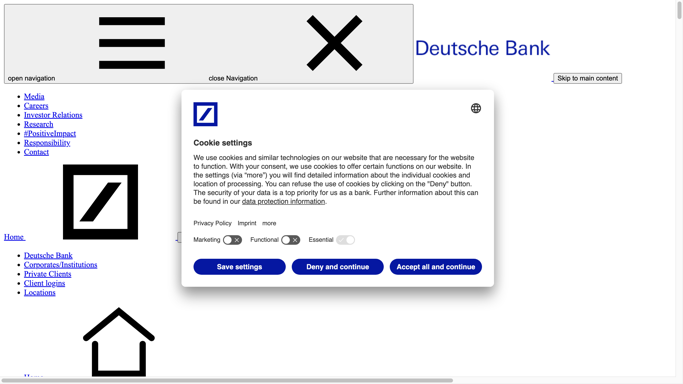 open navigation
close Navigation
Deutsche Bank
Skip to main content
Media
Careers
Investor Relations
Research
#PositiveImpact
Responsibility
Contact
Home
Deutsche Bank
Corporates/Institutions
Private Clients
Client logins
Locations
Cookie settings
We use cookies and similar technologies on our website that are necessary for the website
to function. With your consent, we use cookies to offer certain functions on our website. In
the settings (via "more") you will find detailed information about the individual cookies and
location of processing. You can refuse the use of cookies by clicking on the "Deny" button.
The security of your data is a top priority for us as a bank. Further information about this can
be found in our data protection information.
Privacy Policy Imprint more
Marketing Functional Essential
Save settings Deny and continue Accept all and continue